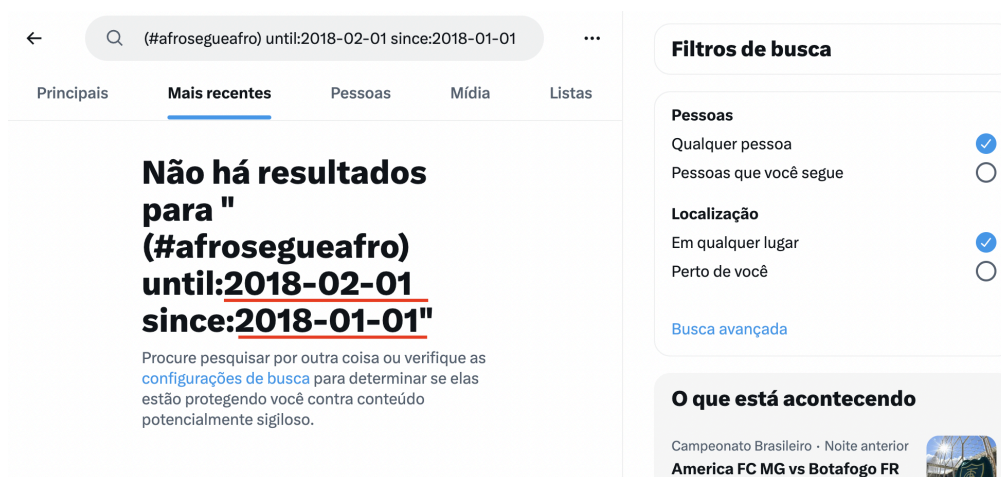 (#afrosegueafro) until:2018-02-01 since:2018-01-01
Principais
Mais recentes
Pessoas
Mídia
Listas
Não há resultados
para "
(#afrosegueafro)
until:2018-02-01
since:2018-01-01"
Procure pesquisar por outra coisa ou verifique as
configurações de busca para determinar se elas
estão protegendo você contra conteúdo
potencialmente sigiloso.
Filtros de busca
Pessoas
Qualquer pessoa
Pessoas que você segue
Localização
Em qualquer lugar
Perto de você
Busca avançada
O que está acontecendo
Campeonato Brasileiro · Noite anterior
America FC MG vs Botafogo FR